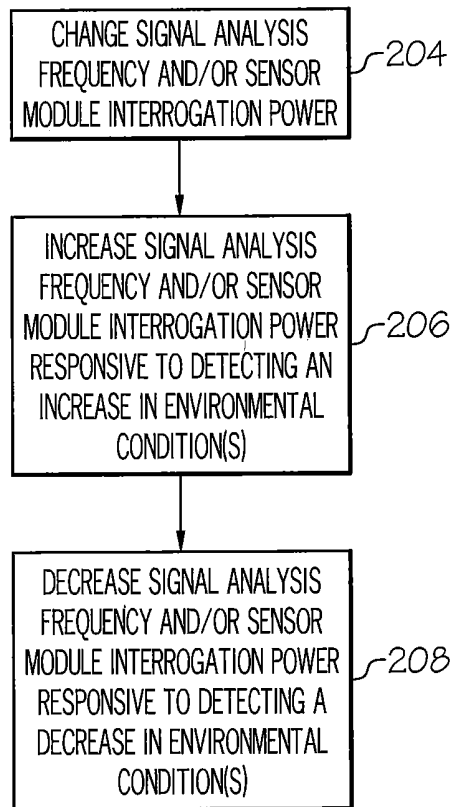 CHANGE SIGNAL ANALYSIS
FREQUENCY AND/OR SENSOR
MODULE INTERROGATION POWER
204
INCREASE SIGNAL ANALYSIS
FREQUENCY AND/OR SENSOR
MODULE INTERROGATION POWER
RESPONSIVE TO DETECTING AN
INCREASE IN ENVIRONMENTAL
CONDITION(S)
206
DECREASE SIGNAL ANALYSIS
FREQUENCY AND/OR SENSOR
MODULE INTERROGATION POWER
RESPONSIVE TO DETECTING A
DECREASE IN ENVIRONMENTAL
CONDITION(S)
208